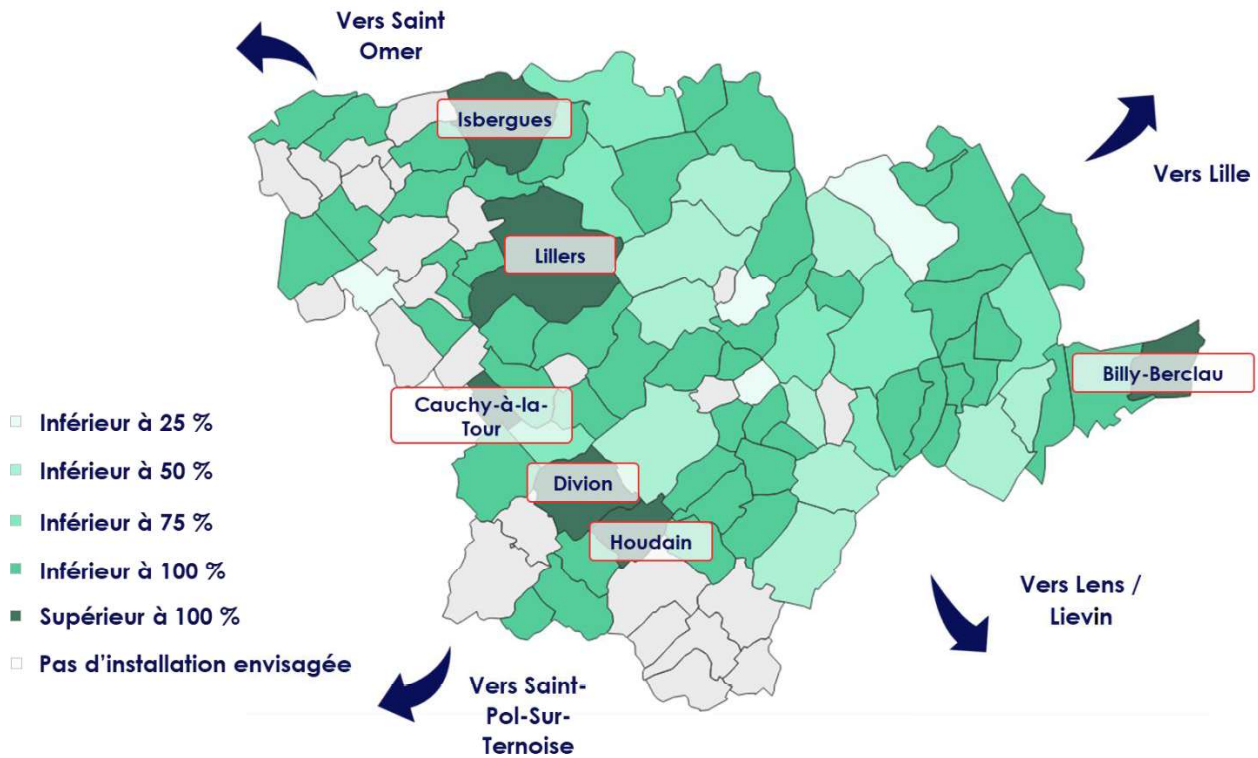 Vers Saint
Omer
Isbergues
Vers Lille
Lillers
Billy-Berclau
Cauchy-à-la-
Tour
Divion
Houdain
Inférieur à 25 %
Inférieur à 50 %
Inférieur à 75 %
Inférieur à 100 %
Supérieur à 100 %
Pas d’installation envisagée
Vers Lens /
Lievin
Vers Saint-
Pol-Sur-
Ternoise